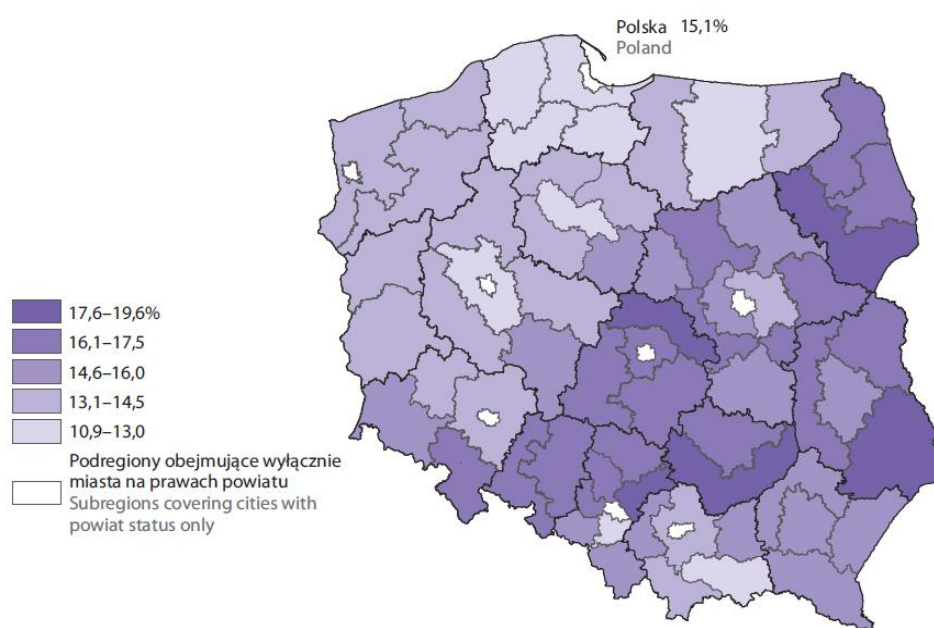 Polska 15,1%
Poland
17,6–19,6%
16,1–17,5
14,6–16,0
13,1–14,5
10,9–13,0
Podregiony obejmujące wyłącznie
miasta na prawach powiatu
Subregions covering cities with
powiat status only